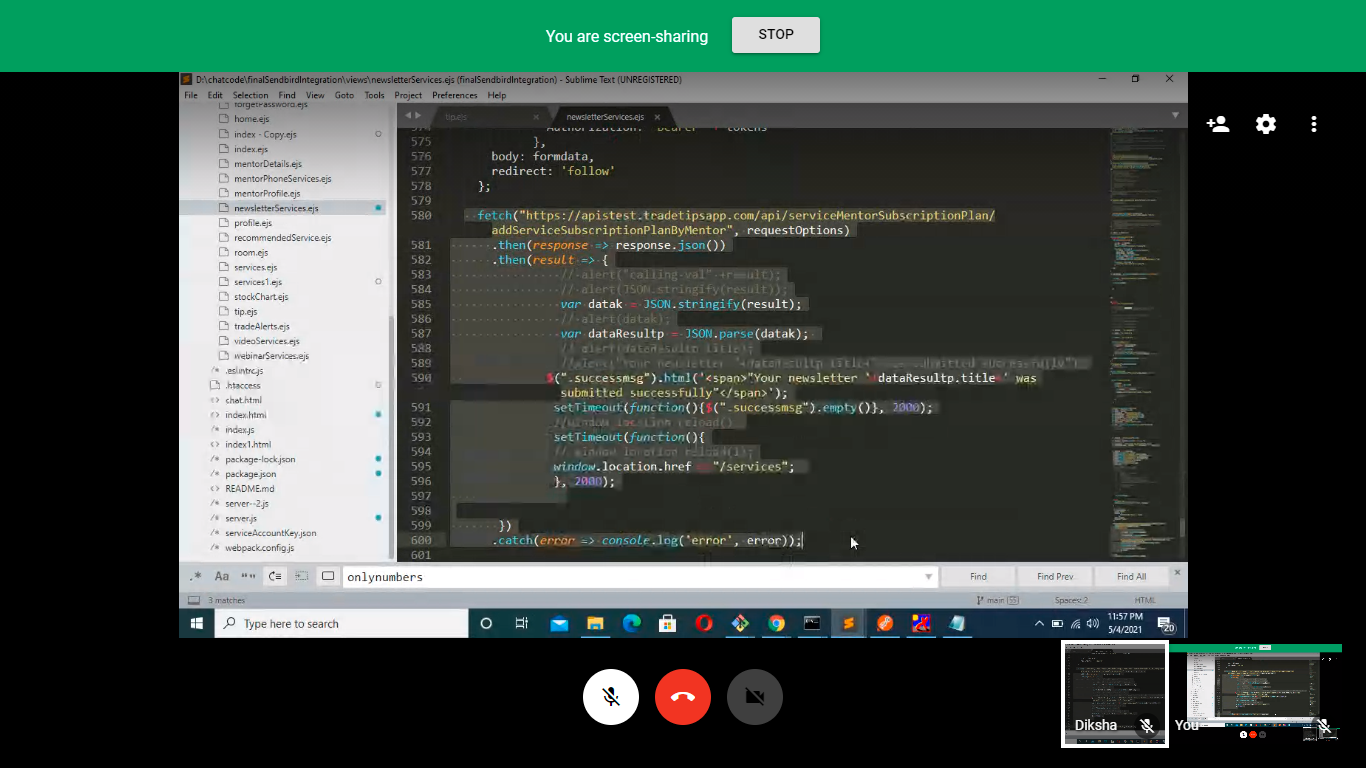 You are screen-sharing
STOP
D:\chatcode\finalSendbirdIntegration\views\newsletterServices.ejs (finalSendbirdIntegration) - Sublime Text (UNREGISTERED)
File Edit Selection Find View Goto Tools Project Preferences Help
forgetPassword.ejs
home.ejs
index - Copy.ejs
index.ejs
mentorDetails.ejs
mentorPhoneServices.ejs
mentorProfile.ejs
newsletterServices.ejs
profile.ejs
recommendedService.ejs
room.ejs
services.ejs
services1.ejs
stockChart.ejs
tip.ejs
tradeAlerts.ejs
videoServices.ejs
webinarServices.ejs
.eslintrc.js
.htaccess
chat.html
index.html
index.js
index1.html
package-lock.json
package.json
README.md
server--2.js
server.js
serviceAccountKey.json
webpack.config.js
tip.ejs
newsletterServices.ejs
574 Authorization: 'Bearer ' + tokens
575 },
576 body: formdata,
577 redirect: 'follow'
578 };
579
580 fetch("https://apistest.tradetipsapp.com/api/serviceMentorSubscriptionPlan/
addServiceSubscriptionPlanByMentor", requestOptions)
581 .then(response => response.json())
582 .then(result => {
583 // alert("calling-val" +result);
584 // alert(JSON.stringify(result));
585 var datak = JSON.stringify(result);
586 // alert(datak);
587 var dataResultp = JSON.parse(datak);
588 // alert(dataResultp.title);
589 //alert("Your newsletter submitted successfully")
590 $(".successmsg").html('<span>"Your newsletter '+dataResultp.title+' was
submitted successfully"</span>');
591 setTimeout(function(){$(".successmsg").empty()}, 2000);
592 //window.location.reload()
593 setTimeout(function(){
594 // window.location.reload(1);
595 window.location.href = "/services";
596 }, 2000);
597
598
599 })
600 .catch(error => console.log('error', error));
601
.* Aa “” onlynumbers Find Find Prev Find All
3 matches
main 55 Spaces: 2 HTML
Type here to search
11:57 PM
5/4/2021
20
Diksha
You